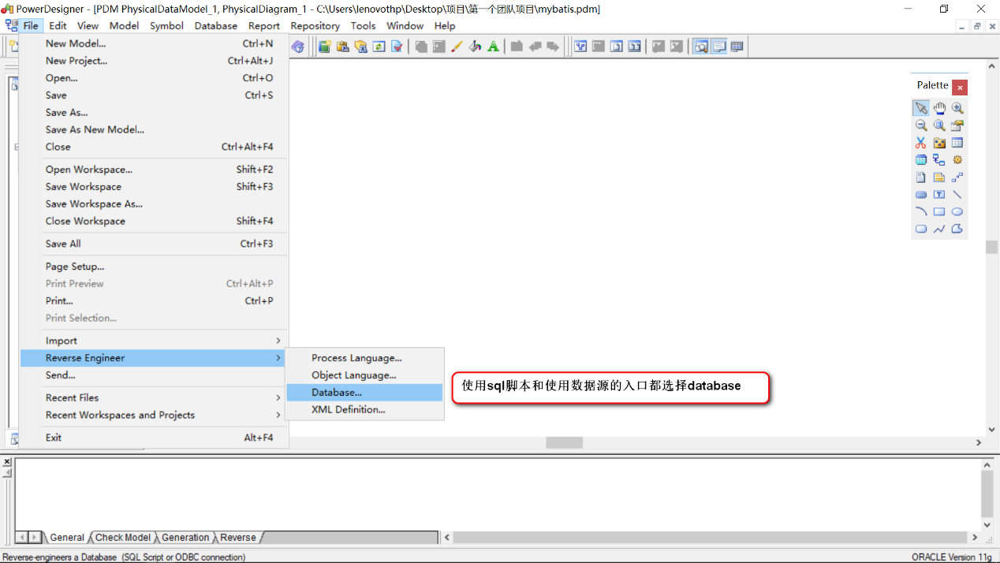 PowerDesigner - [PDM PhysicalDataModel_1, PhysicalDiagram_1 - C:\Users\lenovothp\Desktop\项目\第一个团队项目\mybatis.pdm]
File Edit View Model Symbol Database Report Repository Tools Window Help
New Model... Ctrl+N
New Project... Ctrl+Alt+J
Open... Ctrl+O
Save Ctrl+S
Save As...
Save As New Model...
Close Ctrl+Alt+F4
Open Workspace... Shift+F2
Save Workspace Shift+F3
Save Workspace As...
Close Workspace Shift+F4
Save All Ctrl+F3
Page Setup...
Print Preview Ctrl+Alt+P
Print... Ctrl+P
Print Selection...
Import
Reverse Engineer
Send...
Recent Files
Recent Workspaces and Projects
Exit Alt+F4
Process Language...
Object Language...
Database...
XML Definition...
使用sql脚本和使用数据源的入口都选择database
Palette
General Check Model Generation Reverse
Reverse-engineers a Database (SQL Script or ODBC connection) ORACLE Version 11g